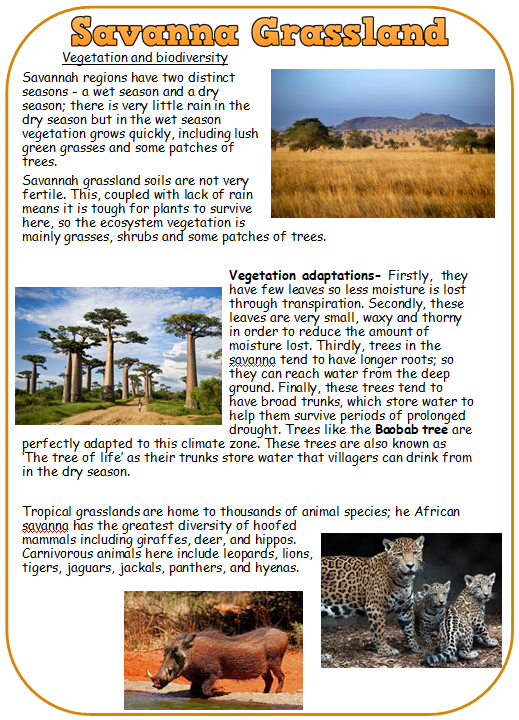 Savanna Grassland
Vegetation and biodiversity
Savannah regions have two distinct
seasons - a wet season and a dry
season; there is very little rain in the
dry season but in the wet season
vegetation grows quickly, including lush
green grasses and some patches of
trees.
Savannah grassland soils are not very
fertile. This, coupled with lack of rain
means it is tough for plants to survive
here, so the ecosystem vegetation is
mainly grasses, shrubs and some patches of trees.
Vegetation adaptations- Firstly, they
have few leaves so less moisture is lost
through transpiration. Secondly, these
leaves are very small, waxy and thorny
in order to reduce the amount of
moisture lost. Thirdly, trees in the
savanna tend to have longer roots; so
they can reach water from the deep
ground. Finally, these trees tend to
have broad trunks, which store water to
help them survive periods of prolonged
drought. Trees like the Baobab tree are
perfectly adapted to this climate zone. These trees are also known as
'The tree of life' as their trunks store water that villagers can drink from
in the dry season.
Tropical grasslands are home to thousands of animal species; he African
savanna has the greatest diversity of hoofed
mammals including giraffes, deer, and hippos.
Carnivorous animals here include leopards, lions,
tigers, jaguars, jackals, panthers, and hyenas.